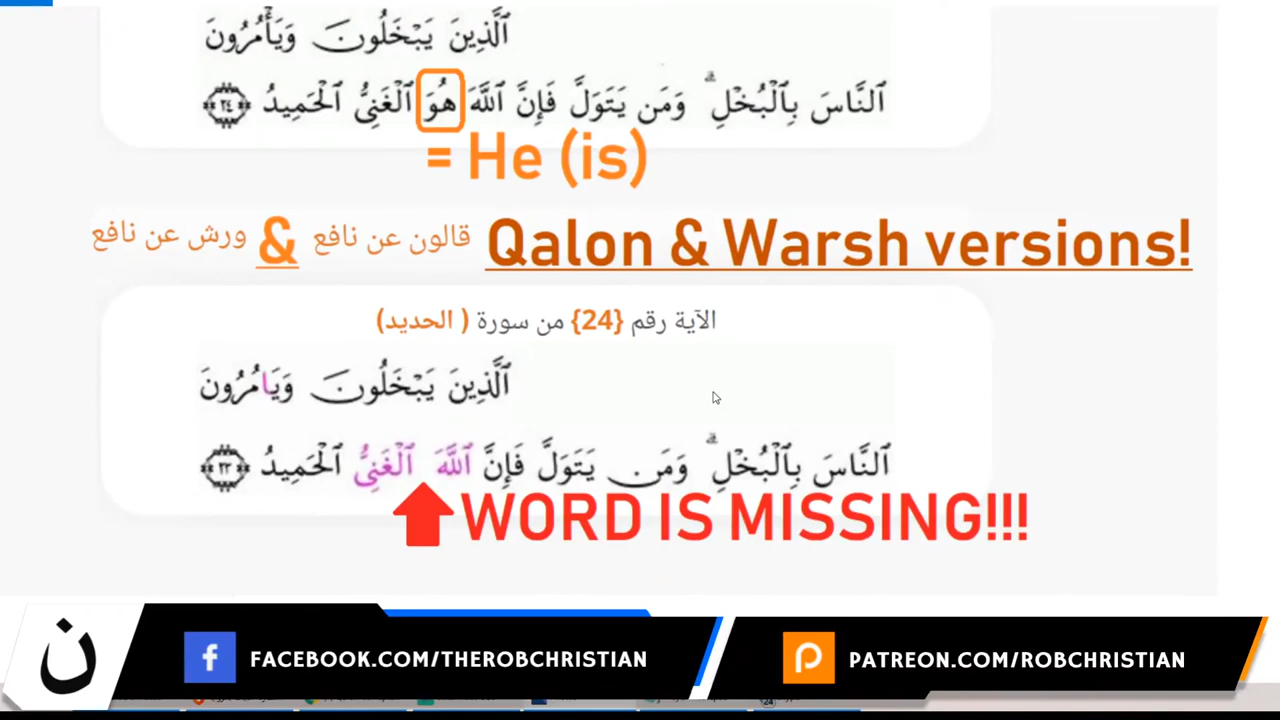 ٱلَّذِينَ يَبْخَلُونَ وَيَأْمُرُونَ
ٱلنَّاسَ بِٱلْبُخْلِ ۗ وَمَن يَتَوَلَّ فَإِنَّ ٱللَّهَ هُوَ ٱلْغَنِىُّ ٱلْحَمِيدُ ﴿٢٤﴾
= He (is)
قالون عن نافع & ورش عن نافع
Qalon & Warsh versions!
الآية رقم {24} من سورة ( الحديد)
ٱلَّذِينَ يَبْخَلُونَ وَيَامُرُونَ
ٱلنَّاسَ بِٱلْبُخْلِ ۗ وَمَن يَتَوَلَّ فَإِنَّ ٱللَّهَ ٱلْغَنِىُّ ٱلْحَمِيدُ ﴿٢٣﴾
WORD IS MISSING!!!
ن
f FACEBOOK.COM/THEROBCHRISTIAN
PATREON.COM/ROBCHRISTIAN